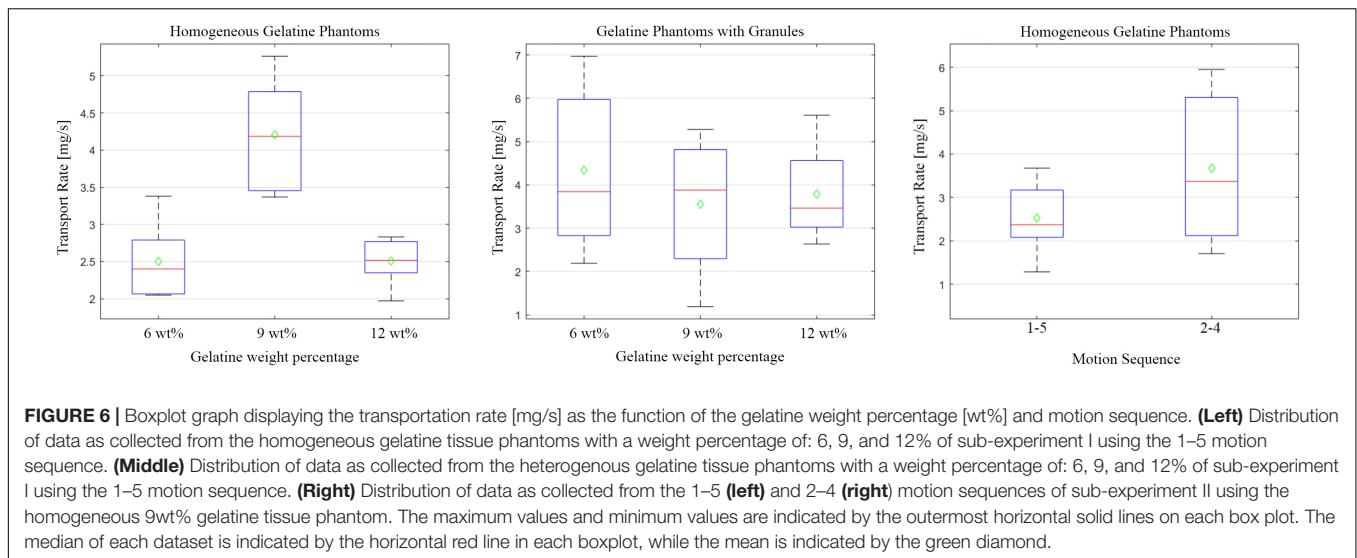 Homogeneous Gelatine Phantoms
Transport Rate [mg/s]
5
4.5
4
3.5
3
2.5
2
6 wt%
9 wt%
12 wt%
Gelatine weight percentage
Gelatine Phantoms with Granules
Transport Rate [mg/s]
7
6
5
4
3
2
1
6 wt%
9 wt%
12 wt%
Gelatine weight percentage
Homogeneous Gelatine Phantoms
Transport Rate [mg/s]
6
5
4
3
2
1
1-5
2-4
Motion Sequence
FIGURE 6 | Boxplot graph displaying the transportation rate [mg/s] as the function of the gelatine weight percentage [wt%] and motion sequence. (Left) Distribution
of data as collected from the homogeneous gelatine tissue phantoms with a weight percentage of: 6, 9, and 12% of sub-experiment I using the 1–5 motion
sequence. (Middle) Distribution of data as collected from the heterogenous gelatine tissue phantoms with a weight percentage of: 6, 9, and 12% of sub-experiment
I using the 1–5 motion sequence. (Right) Distribution of data as collected from the 1–5 (left) and 2–4 (right) motion sequences of sub-experiment II using the
homogeneous 9wt% gelatine tissue phantom. The maximum values and minimum values are indicated by the outermost horizontal solid lines on each box plot. The
median of each dataset is indicated by the horizontal red line in each boxplot, while the mean is indicated by the green diamond.